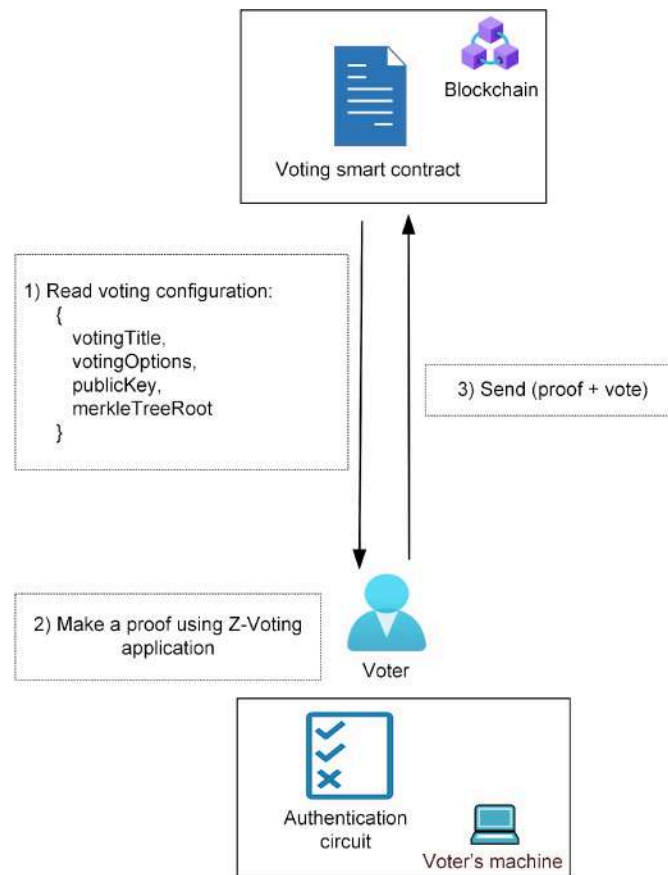 Blockchain
Voting smart contract
1) Read voting configuration:
{
votingTitle,
votingOptions,
publicKey,
merkleTreeRoot
}
3) Send (proof + vote)
2) Make a proof using Z-Voting
application
Voter
Authentication
circuit
Voter's machine